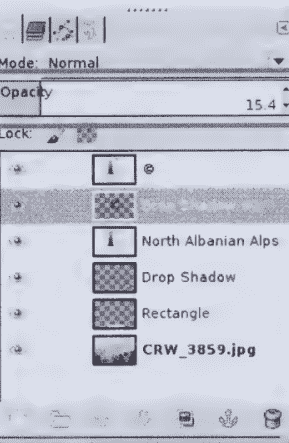 Mode: Normal
Opacity
15.4
Lock:
©
North Albanian Alps
Drop Shadow
Rectangle
CRW_3859.jpg